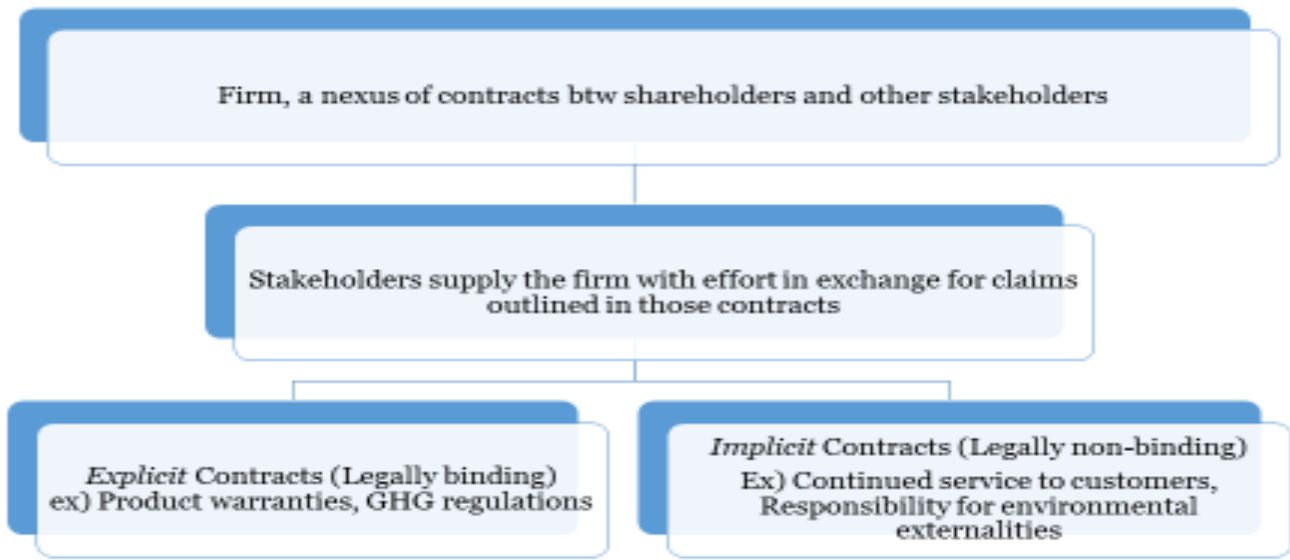 Firm, a nexus of contracts btw shareholders and other stakeholders
Stakeholders supply the firm with effort in exchange for claims
outlined in those contracts
Explicit Contracts (Legally binding)
ex) Product warranties, GHG regulations
Implicit Contracts (Legally non-binding)
Ex) Continued service to customers,
Responsibility for environmental
externalities